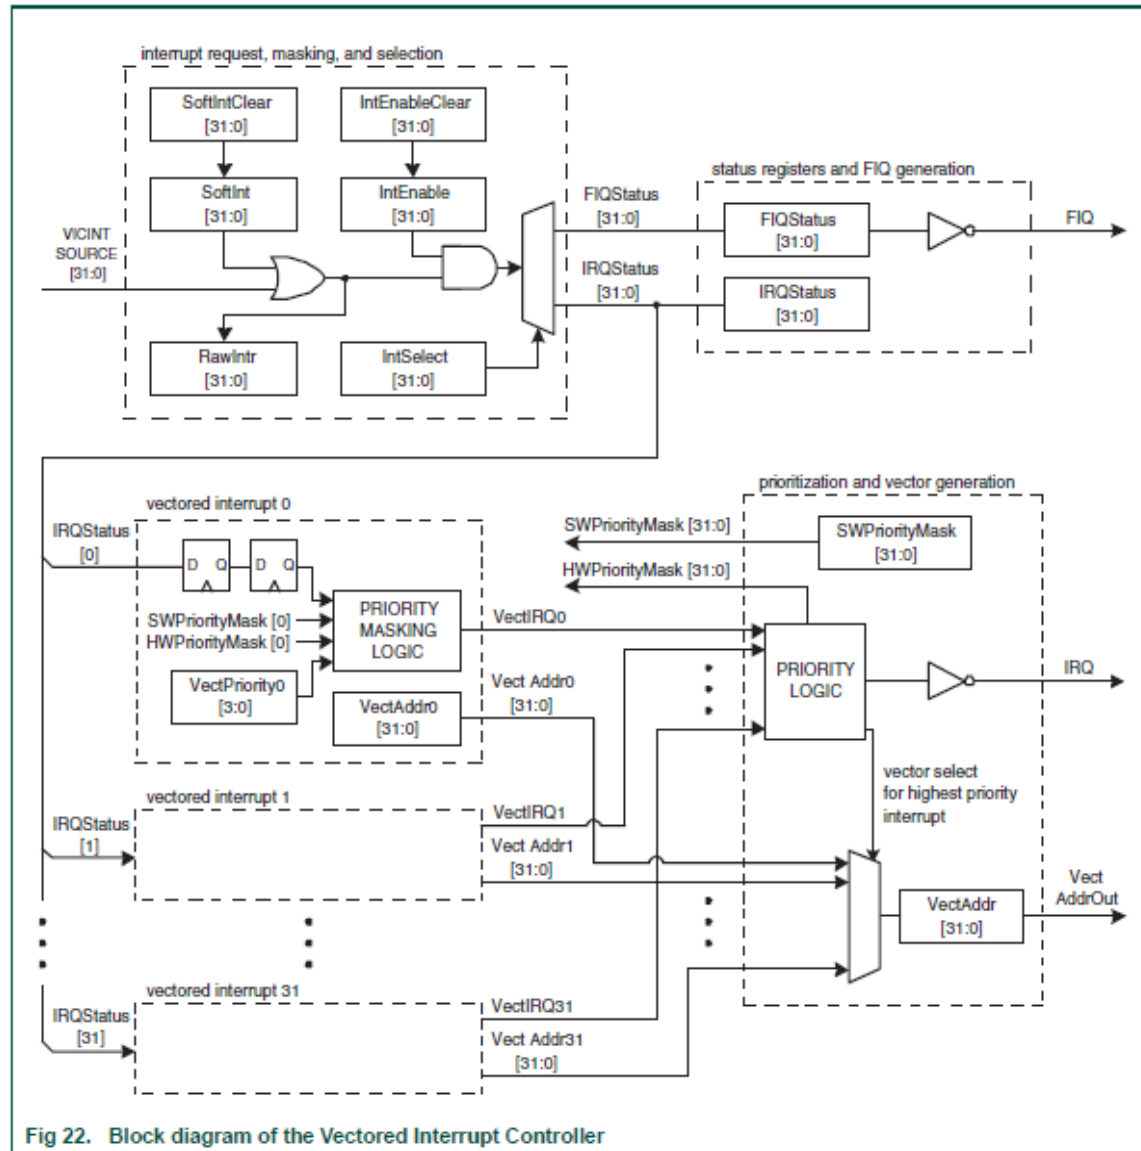 interrupt request, masking, and selection
SoftIntClear
[31:0]
IntEnableClear
[31:0]
SoftInt
[31:0]
IntEnable
[31:0]
VICINT
SOURCE
[31:0]
RawIntr
[31:0]
IntSelect
[31:0]
FIQStatus
[31:0]
IRQStatus
[31:0]
status registers and FIQ generation
FIQStatus
[31:0]
FIQ
IRQStatus
[31:0]
vectored interrupt 0
IRQStatus
[0]
D Q
D Q
SWPriorityMask [0]
HWPriorityMask [0]
PRIORITY
MASKING
LOGIC
VectPriority0
[3:0]
VectAddr0
[31:0]
VectIRQ0
Vect Addr0
[31:0]
prioritization and vector generation
SWPriorityMask [31:0]
SWPriorityMask
[31:0]
HWPriorityMask [31:0]
PRIORITY
LOGIC
IRQ
vector select
for highest priority
interrupt
vectored interrupt 1
IRQStatus
[1]
VectIRQ1
Vect Addr1
[31:0]
VectAddr
[31:0]
Vect
AddrOut
vectored interrupt 31
IRQStatus
[31]
VectIRQ31
Vect Addr31
[31:0]
Fig 22. Block diagram of the Vectored Interrupt Controller